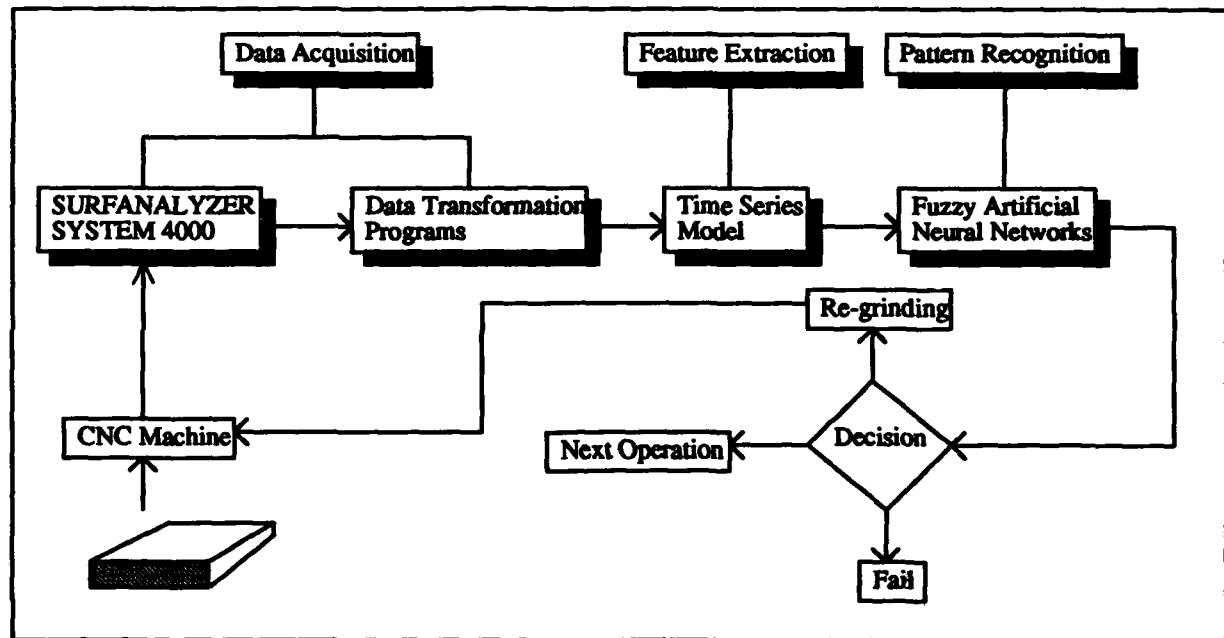 Data Acquisition
Feature Extraction
Pattern Recognition
SURFANALYZER
SYSTEM 4000
Data Transformation
Programs
Time Series
Model
Fuzzy Artificial
Neural Networks
Re-grinding
CNC Machine
Next Operation
Decision
Fail